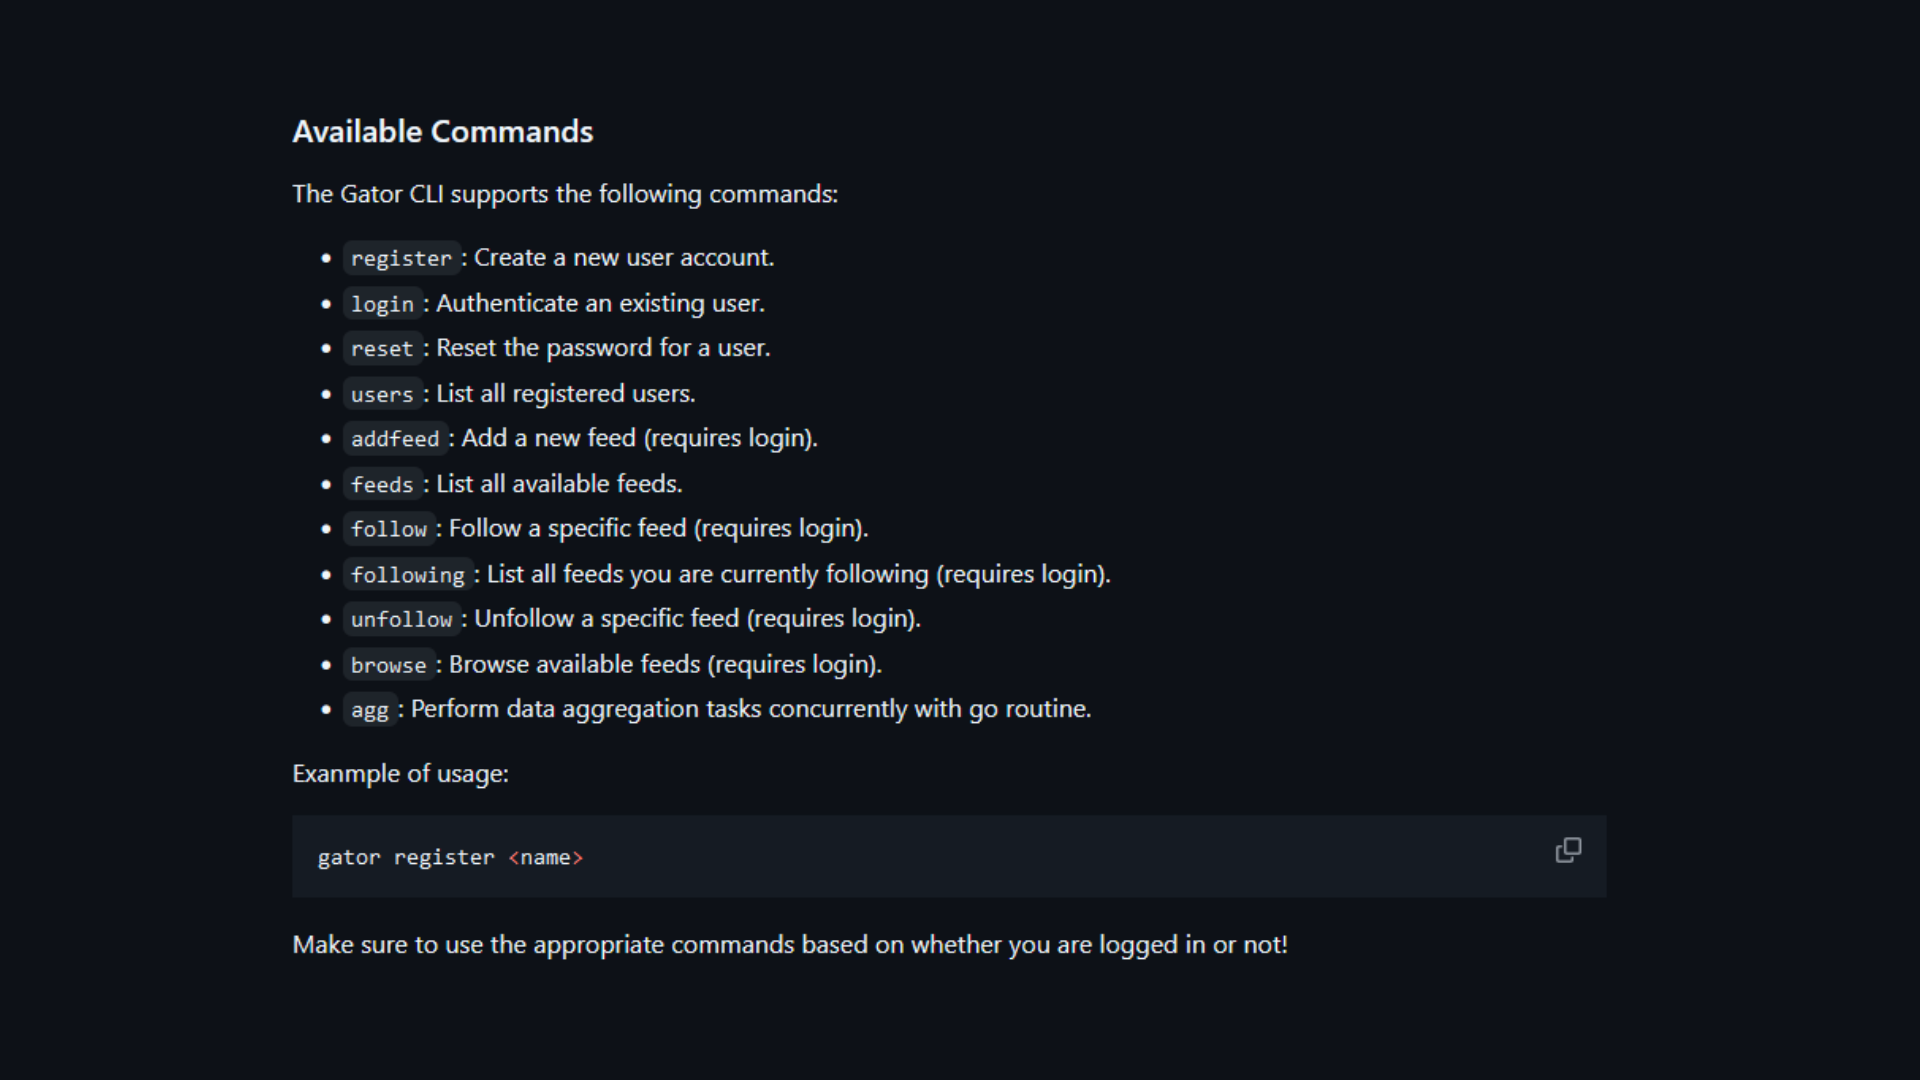 Available Commands
The Gator CLI supports the following commands:
• register : Create a new user account.
• login : Authenticate an existing user.
• reset : Reset the password for a user.
• users : List all registered users.
• addfeed : Add a new feed (requires login).
• feeds : List all available feeds.
• follow : Follow a specific feed (requires login).
• following : List all feeds you are currently following (requires login).
• unfollow : Unfollow a specific feed (requires login).
• browse : Browse available feeds (requires login).
• agg : Perform data aggregation tasks concurrently with go routine.
Exanmple of usage:
gator register <name>
Make sure to use the appropriate commands based on whether you are logged in or not!